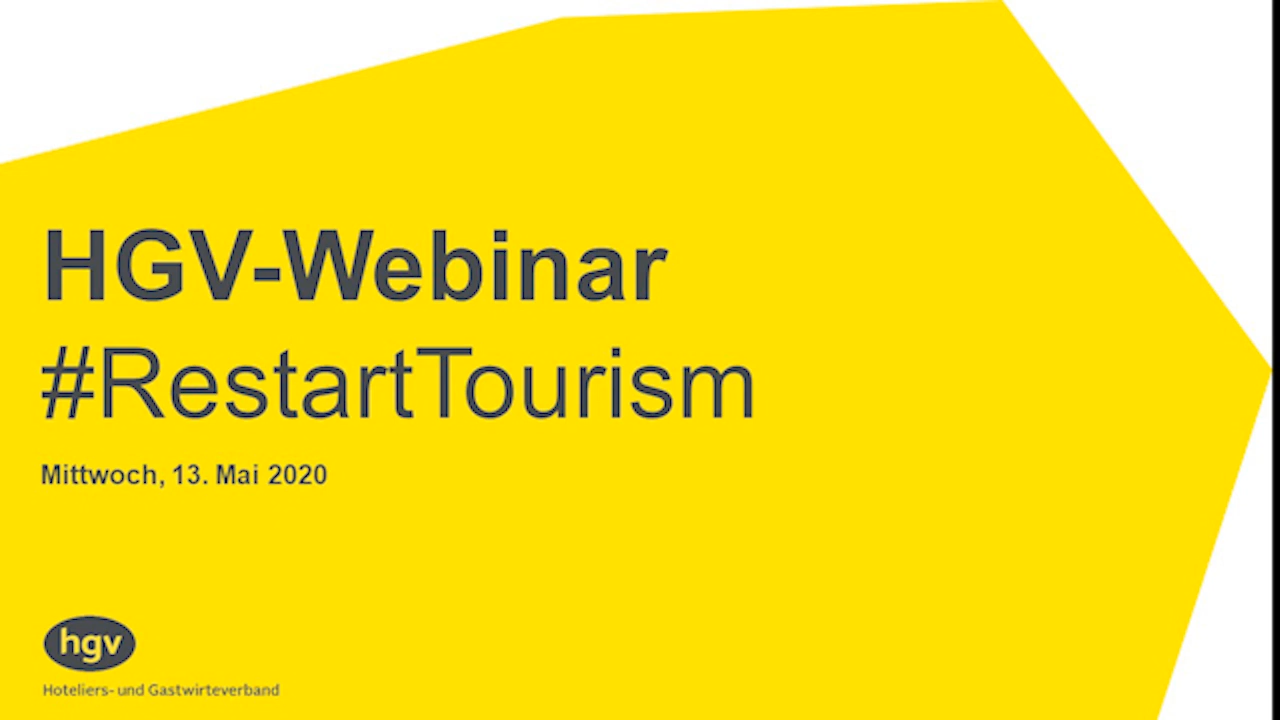 HGV-Webinar
#RestartTourism
Mittwoch, 13. Mai 2020
hgv
Hoteliers- und Gastwirteverband